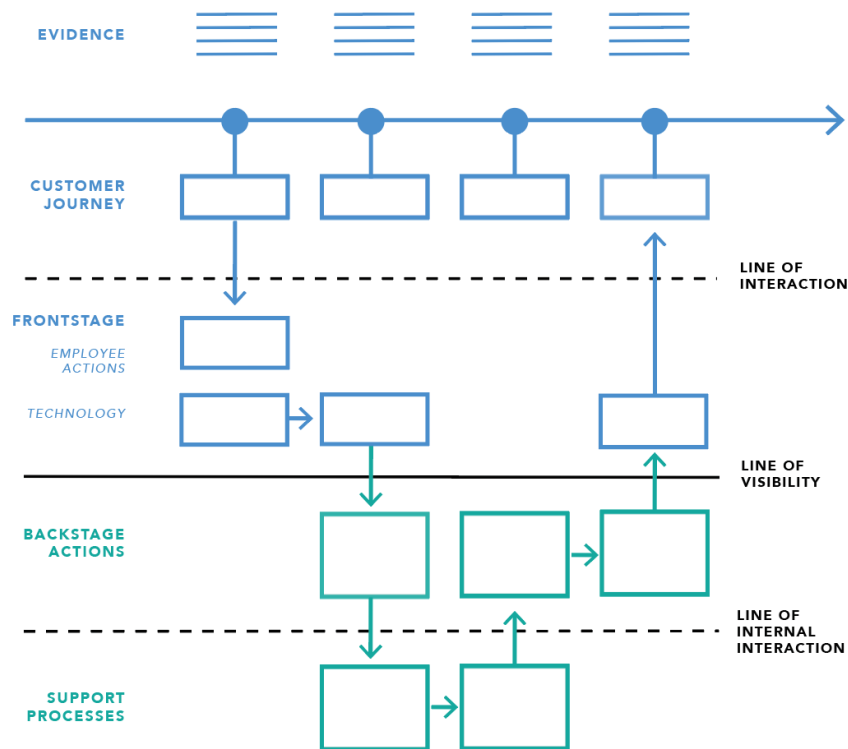 EVIDENCE
CUSTOMER
JOURNEY
LINE OF
INTERACTION
FRONTSTAGE
EMPLOYEE
ACTIONS
TECHNOLOGY
LINE OF
VISIBILITY
BACKSTAGE
ACTIONS
LINE OF
INTERNAL
INTERACTION
SUPPORT
PROCESSES